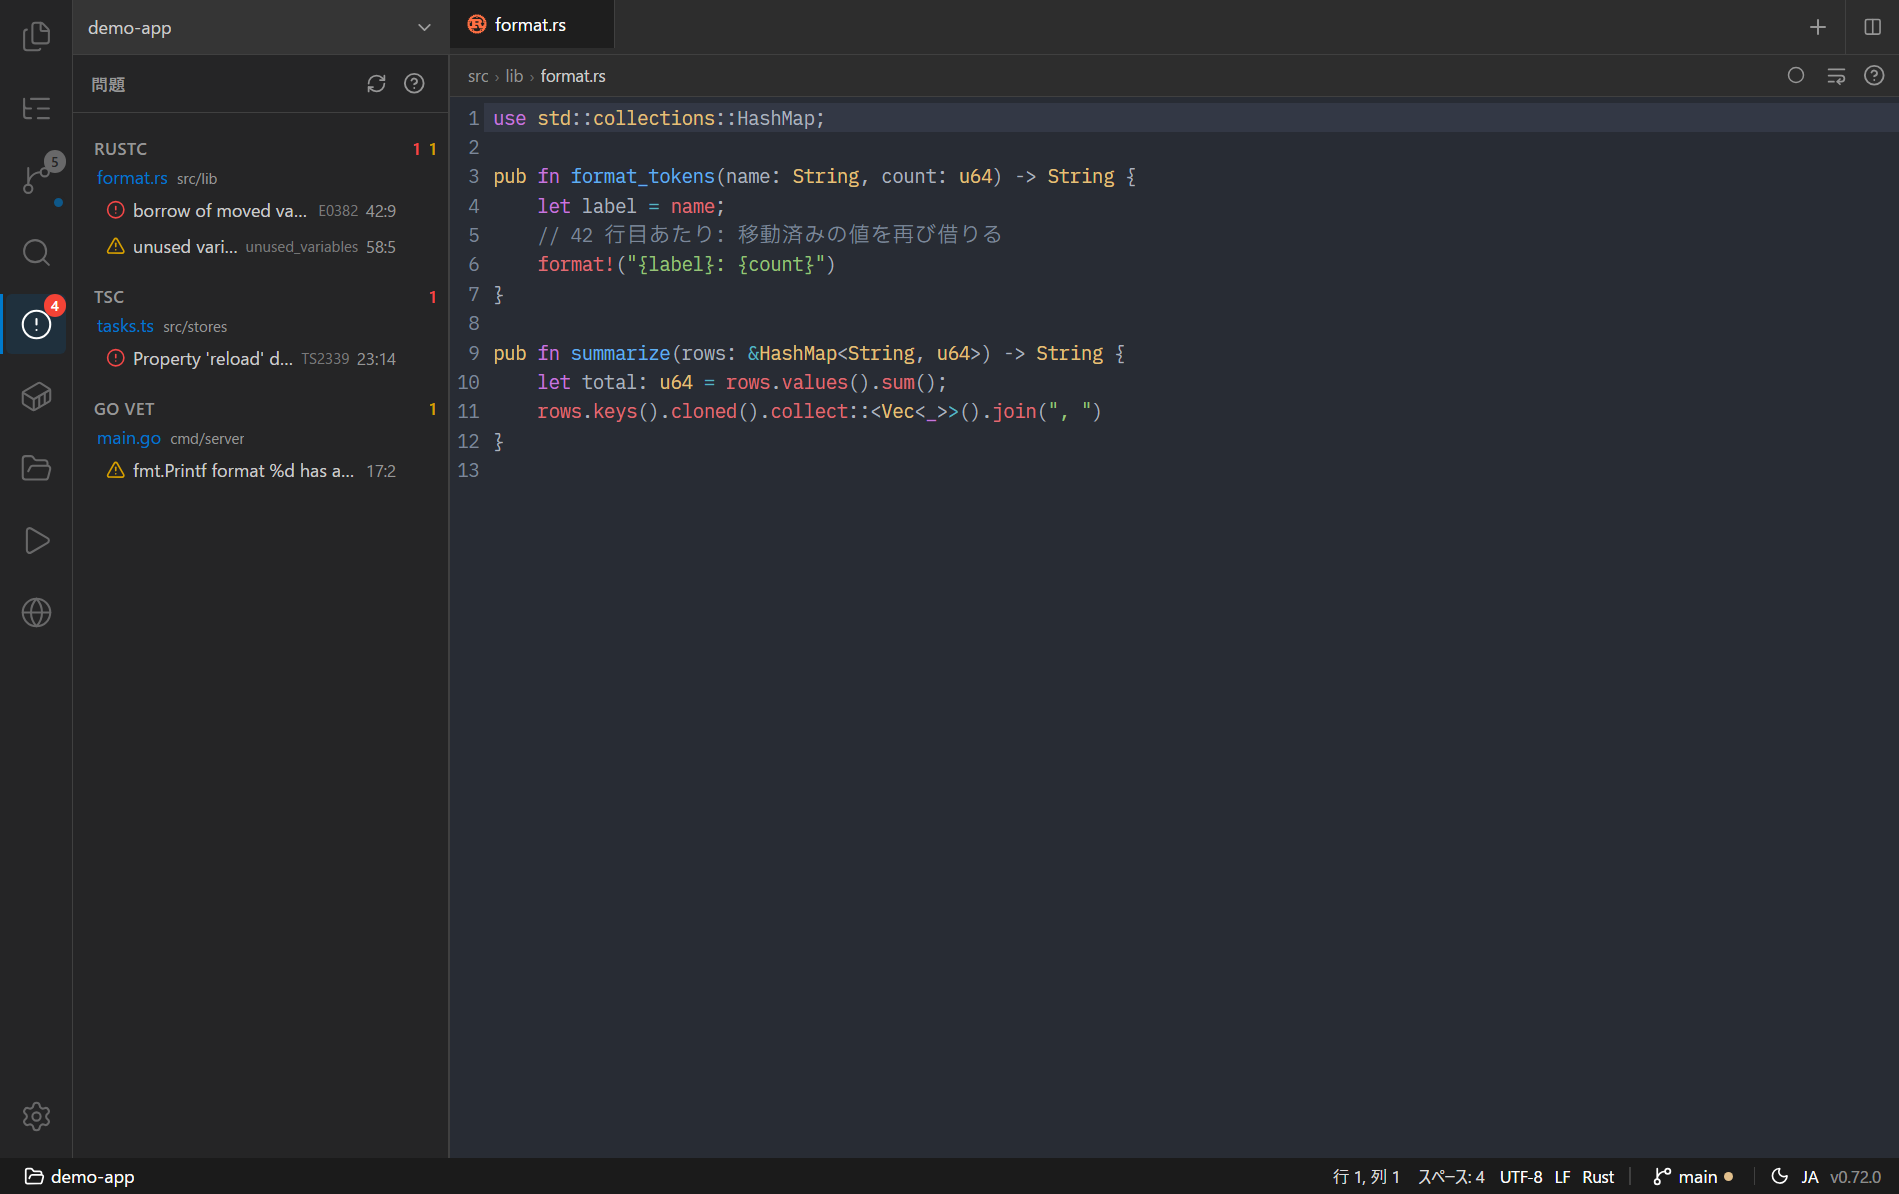 demo-app
format.rs
問題
src › lib › format.rs
5
4
RUSTC 1 1
format.rs src/lib
borrow of moved va... E0382 42:9
unused vari... unused_variables 58:5
TSC 1
tasks.ts src/stores
Property 'reload' d... TS2339 23:14
GO VET 1
main.go cmd/server
fmt.Printf format %d has a... 17:2
1 use std::collections::HashMap;
2
3 pub fn format_tokens(name: String, count: u64) -> String {
4     let label = name;
5     // 42 行目あたり: 移動済みの値を再び借りる
6     format!("{label}: {count}")
7 }
8
9 pub fn summarize(rows: &HashMap<String, u64>) -> String {
10     let total: u64 = rows.values().sum();
11     rows.keys().cloned().collect::<Vec<_>>().join(", ")
12 }
13
demo-app
行 1, 列 1 スペース: 4 UTF-8 LF Rust main JA v0.72.0